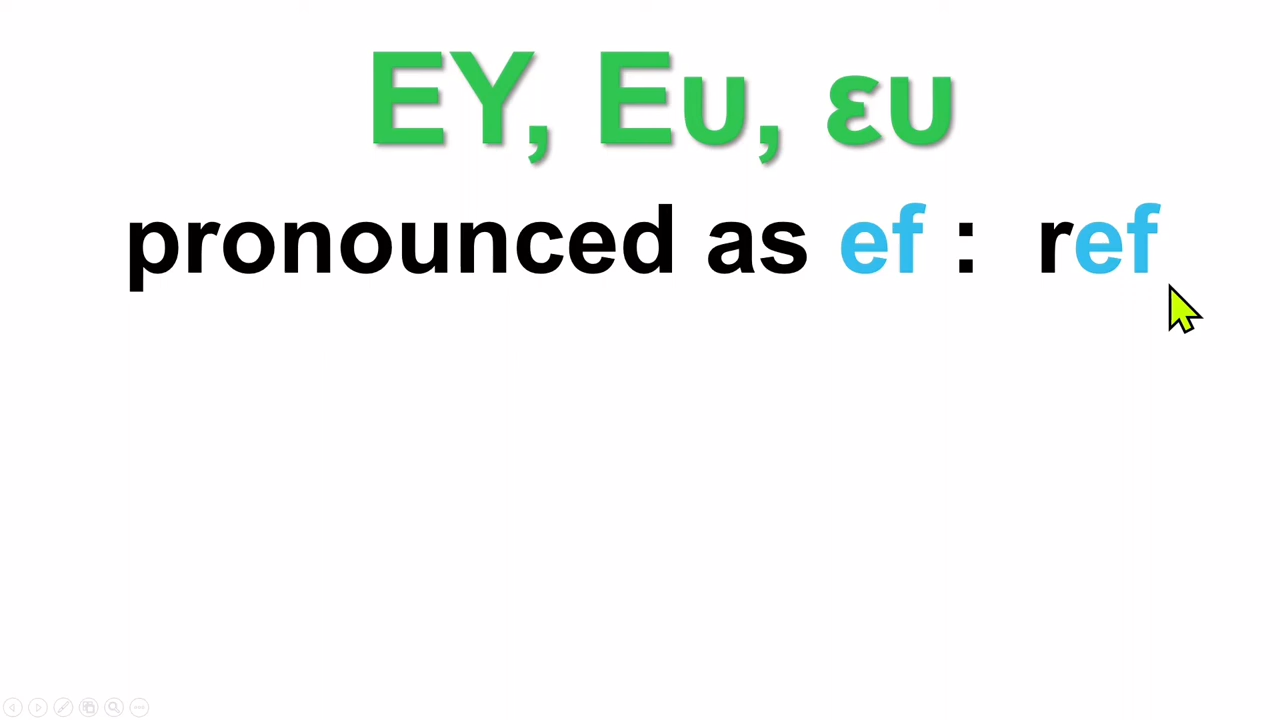 ΕΥ, Ευ, ευ
pronounced as ef : ref